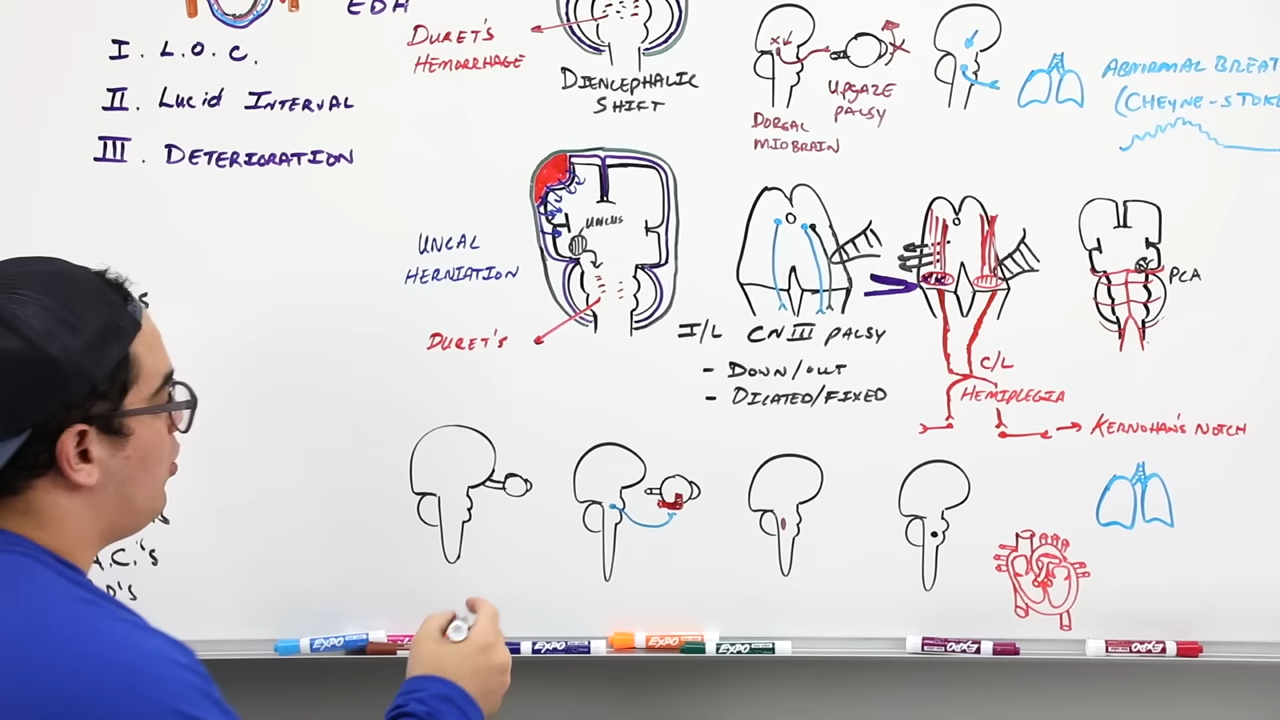 EDH
I. L.O.C.
II. LUCID INTERVAL
III. DETERIORATION
DURET'S
HEMORRHAGE
DIENCEPHALIC
SHIFT
UPGAZE
PALSY
DORSAL
MIDBRAIN
ABNORMAL BREAT
(CHEYNE-STOKE
UNCUS
UNCAL
HERNIATION
DURET'S
I/L CN III PALSY
- DOWN/OUT
- DILATED/FIXED
C/L
HEMIPLEGIA
KERNOHAN'S NOTCH
PCA
A.C.'s
D's
EXPO
EXPO
EXPO
EXPO
EXPO
EXPO